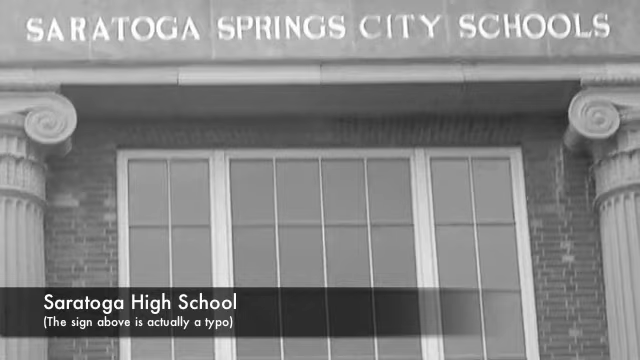 SARATOGA SPRINGS CITY SCHOOLS
Saratoga High School
(The sign above is actually a typo)